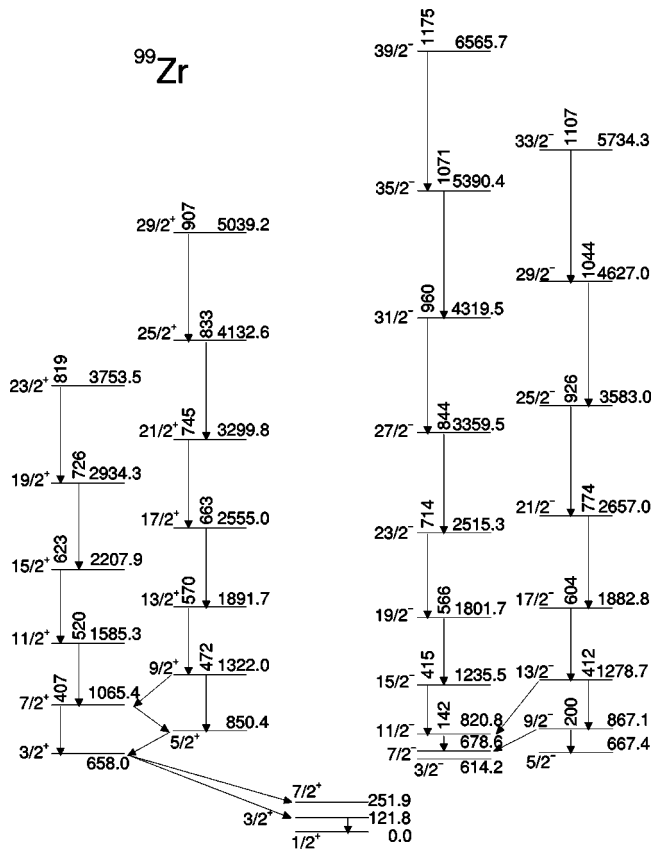 ⁹⁹Zr
39/2⁻ 1175 6565.7
33/2⁻ 1107 5734.3
35/2⁻ 1071 5390.4
29/2⁺ 907 5039.2
29/2⁻ 1044 4627.0
31/2⁻ 960 4319.5
25/2⁺ 833 4132.6
23/2⁺ 819 3753.5
25/2⁻ 926 3583.0
27/2⁻ 844 3359.5
21/2⁺ 745 3299.8
19/2⁺ 726 2934.3
21/2⁻ 774 2657.0
17/2⁺ 663 2555.0
23/2⁻ 714 2515.3
15/2⁺ 623 2207.9
13/2⁺ 570 1891.7
17/2⁻ 604 1882.8
19/2⁻ 566 1801.7
11/2⁺ 520 1585.3
9/2⁺ 472 1322.0
13/2⁻ 412 1278.7
15/2⁻ 415 1235.5
7/2⁺ 407 1065.4
9/2⁻ 200 867.1
5/2⁺ 850.4
11/2⁻ 142 820.8
7/2⁻ 678.6
5/2⁻ 667.4
3/2⁺ 658.0
3/2⁻ 614.2
7/2⁺ 251.9
3/2⁺ 121.8
1/2⁺ 0.0